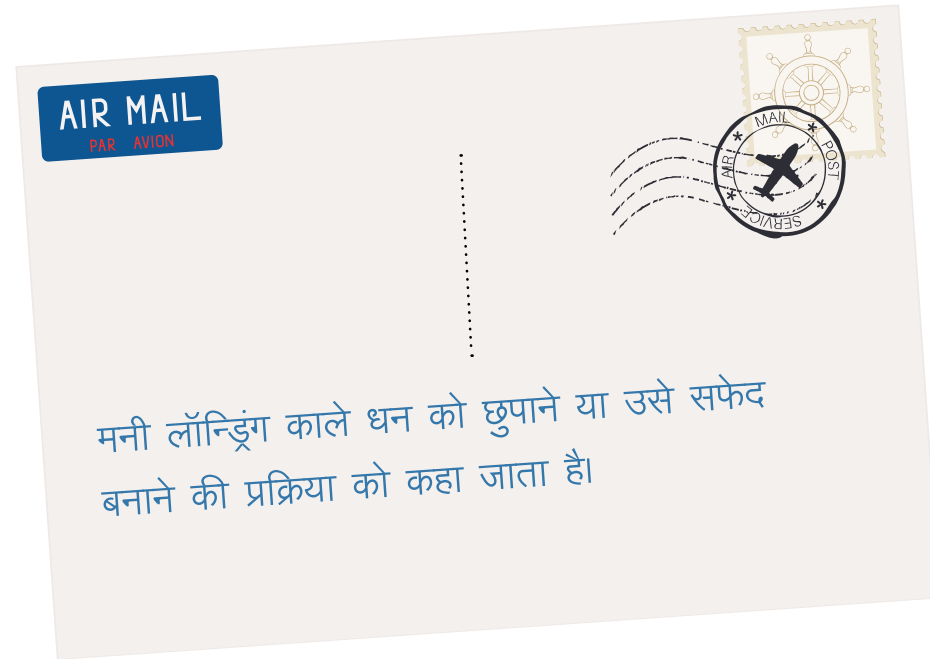 AIR MAIL
PAR AVION
AIR MAIL POST SERVICE
मनी लॉन्ड्रिंग काले धन को छुपाने या उसे सफेद
बनाने की प्रक्रिया को कहा जाता है।